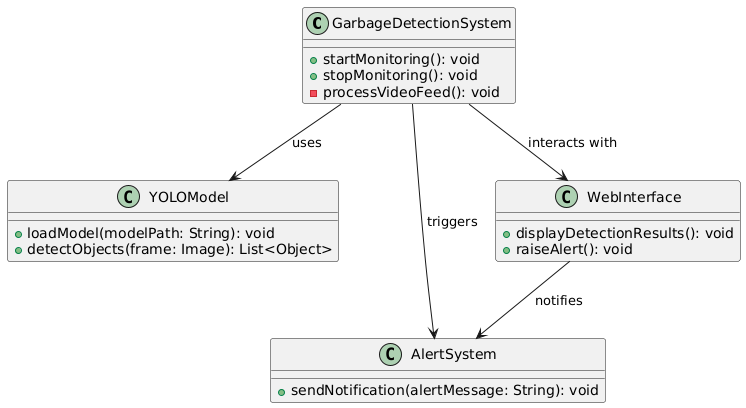 C GarbageDetectionSystem
startMonitoring(): void
stopMonitoring(): void
processVideoFeed(): void
uses
interacts with
C YOLOModel
loadModel(modelPath: String): void
detectObjects(frame: Image): List<Object>
triggers
C WebInterface
displayDetectionResults(): void
raiseAlert(): void
notifies
C AlertSystem
sendNotification(alertMessage: String): void